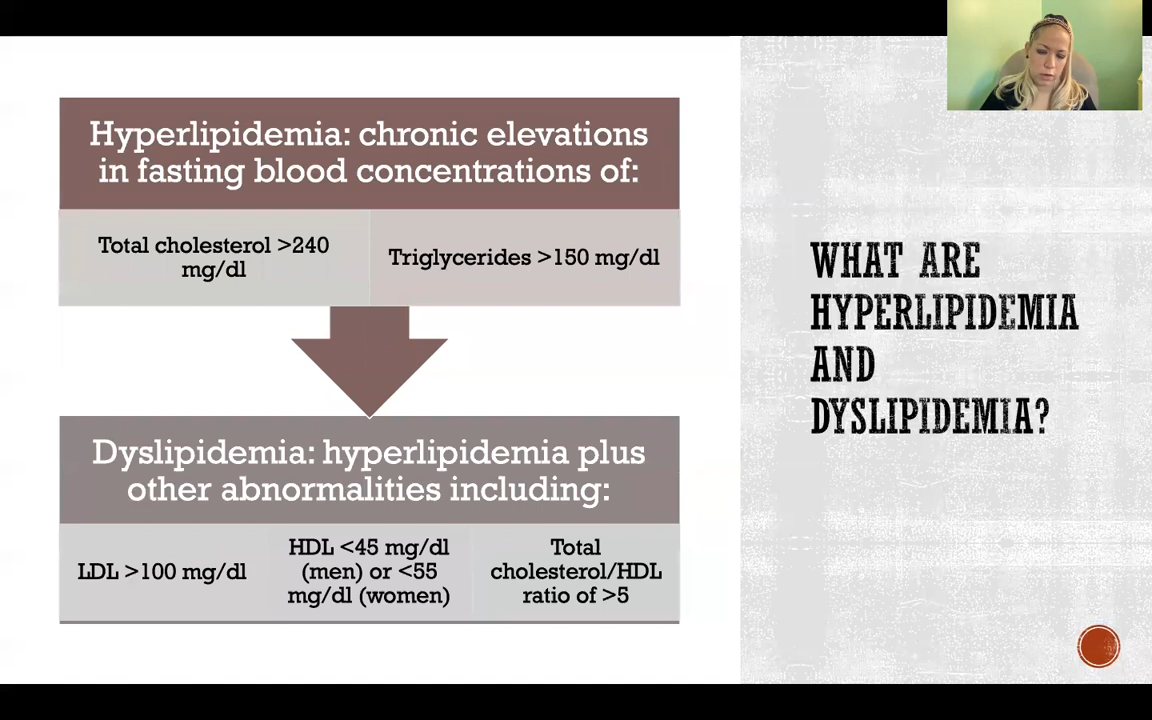 Hyperlipidemia: chronic elevations
in fasting blood concentrations of:
Total cholesterol >240
mg/dl
Triglycerides >150 mg/dl
Dyslipidemia: hyperlipidemia plus
other abnormalities including:
LDL >100 mg/dl
HDL <45 mg/dl
(men) or <55
mg/dl (women)
Total
cholesterol/HDL
ratio of >5
WHAT ARE
HYPERLIPIDEMIA
AND
DYSLIPIDEMIA?